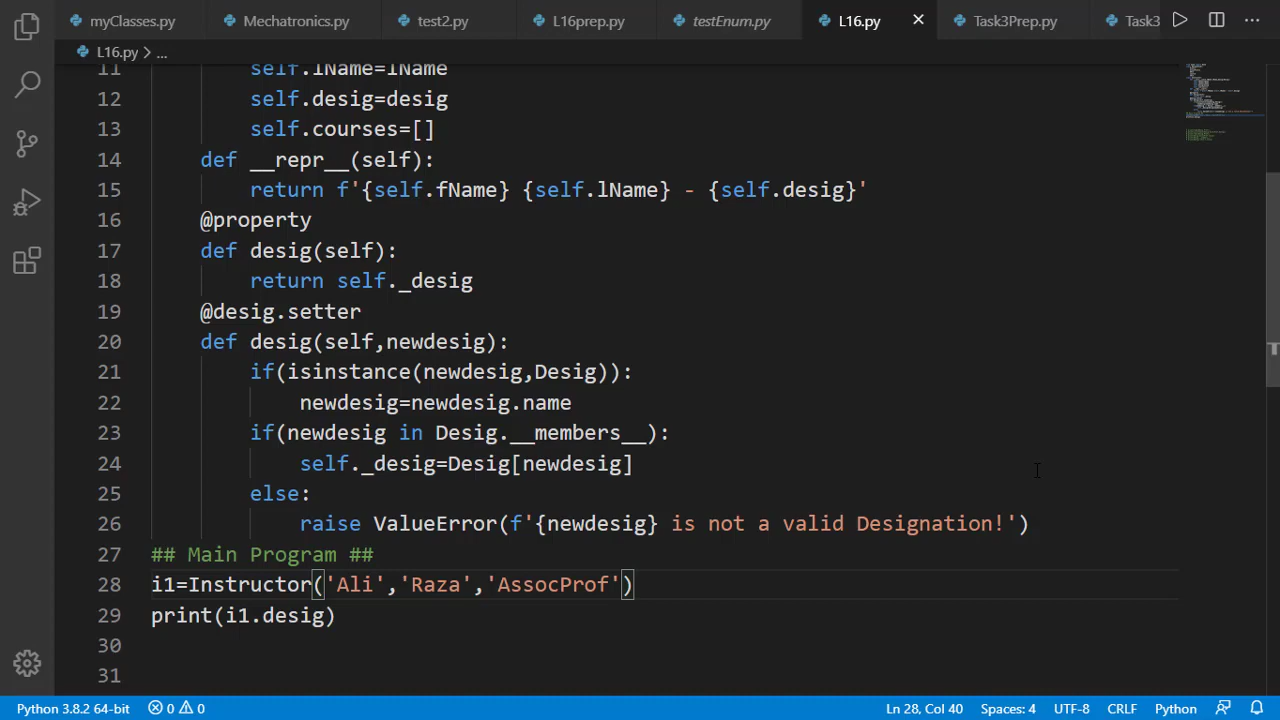 myClasses.py
Mechatronics.py
test2.py
L16prep.py
testEnum.py
L16.py
Task3Prep.py
Task3
L16.py > ...
11 self.lName=lName
12 self.desig=desig
13 self.courses=[]
14 def __repr__(self):
15 return f'{self.fName} {self.lName} - {self.desig}'
16 @property
17 def desig(self):
18 return self._desig
19 @desig.setter
20 def desig(self,newdesig):
21 if(isinstance(newdesig,Desig)):
22 newdesig=newdesig.name
23 if(newdesig in Desig.__members__):
24 self._desig=Desig[newdesig]
25 else:
26 raise ValueError(f'{newdesig} is not a valid Designation!')
27 ## Main Program ##
28 i1=Instructor('Ali','Raza','AssocProf')
29 print(i1.desig)
30
31
Python 3.8.2 64-bit 0 0 Ln 28, Col 40 Spaces: 4 UTF-8 CRLF Python